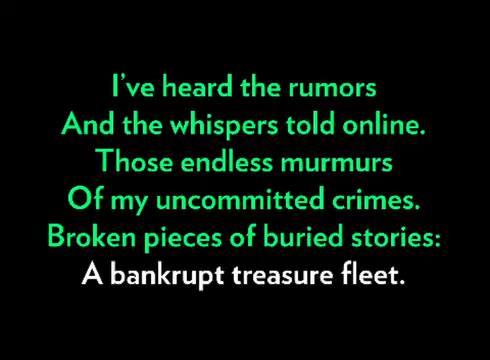 I’ve heard the rumors
And the whispers told online.
Those endless murmurs
Of my uncommitted crimes.
Broken pieces of buried stories:
A bankrupt treasure fleet.